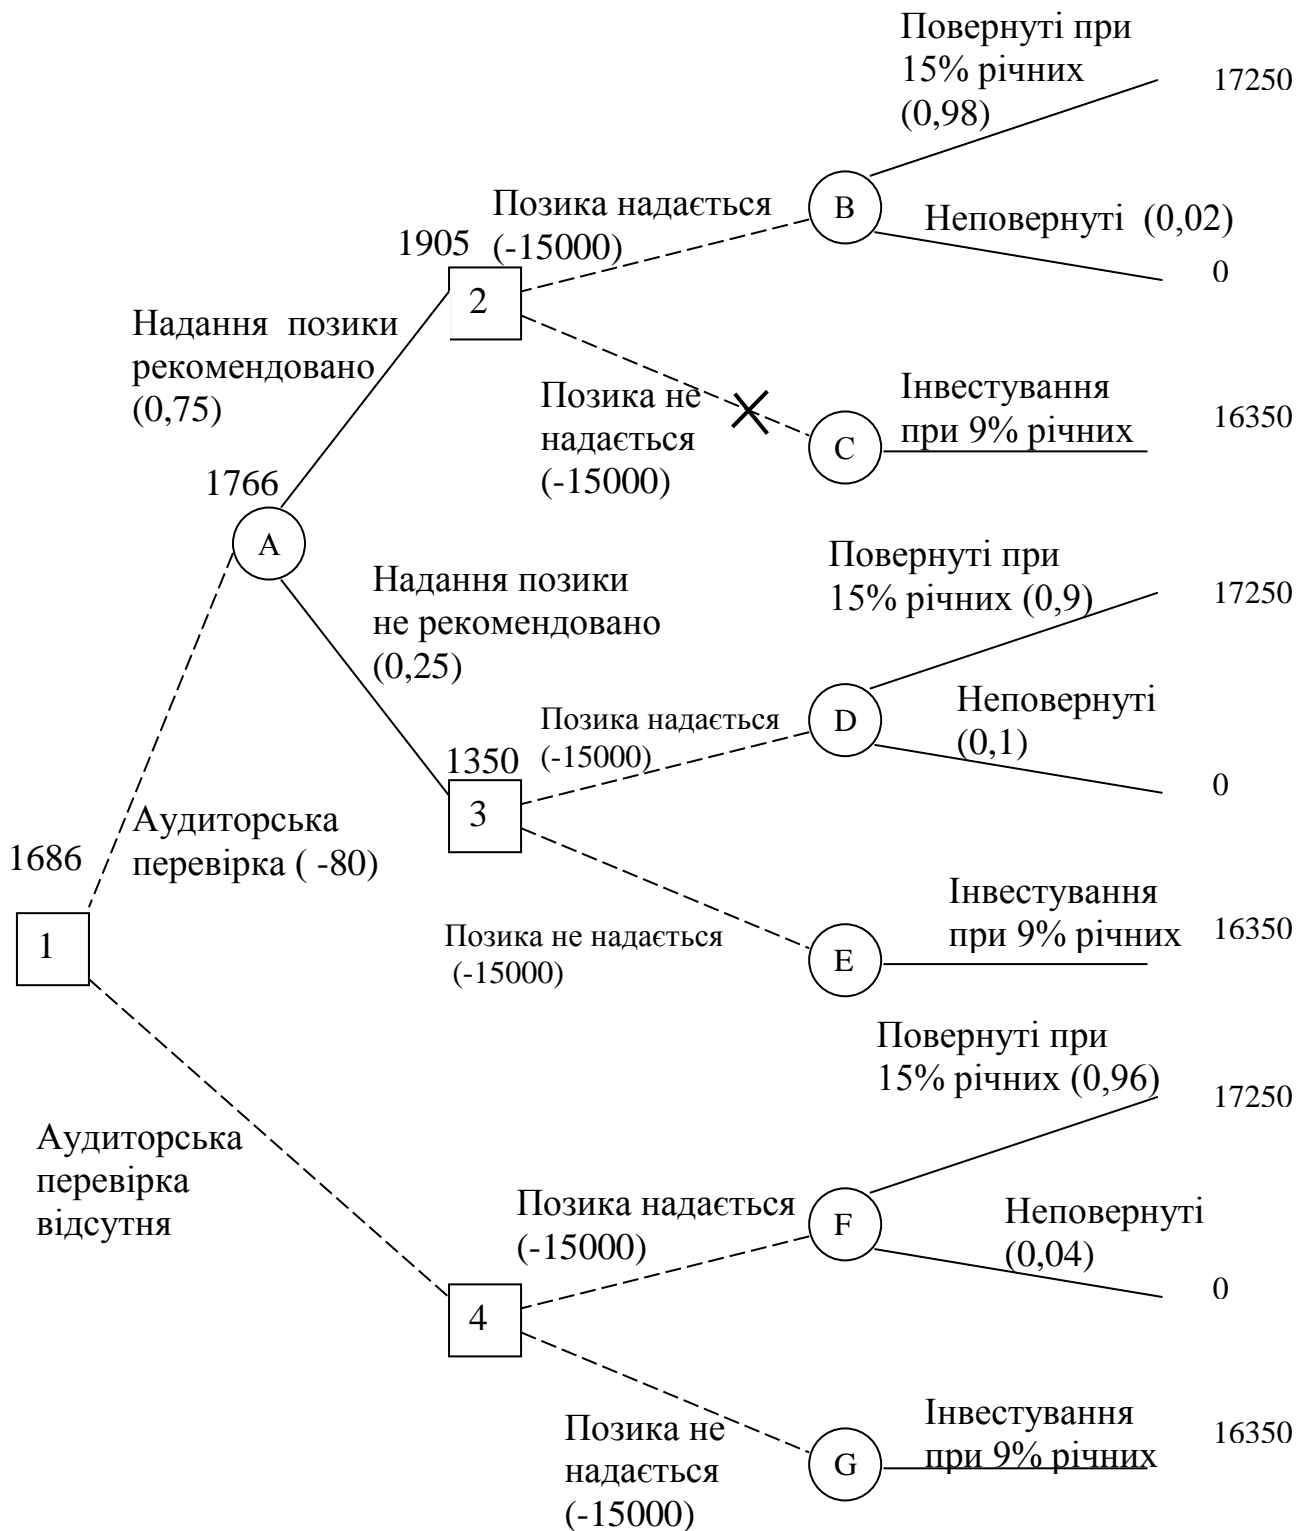 Повернуті при
15% річних
(0,98)
17250
Позика надається
(-15000)
B
Неповернуті (0,02)
1905
0
2
Надання позики
рекомендовано
(0,75)
Позика не
надається
(-15000)
Інвестування
при 9% річних
16350
C
1766
A
Повернуті при
15% річних (0,9)
17250
Надання позики
не рекомендовано
(0,25)
Позика надається
(-15000)
D
Неповернуті
(0,1)
0
1350
3
Аудиторська
перевірка ( -80)
1686
1
Інвестування
при 9% річних
16350
Позика не надається
(-15000)
E
Повернуті при
15% річних (0,96)
17250
Аудиторська
перевірка
відсутня
Позика надається
(-15000)
F
Неповернуті
(0,04)
0
4
Позика не
надається
(-15000)
Інвестування
при 9% річних
16350
G